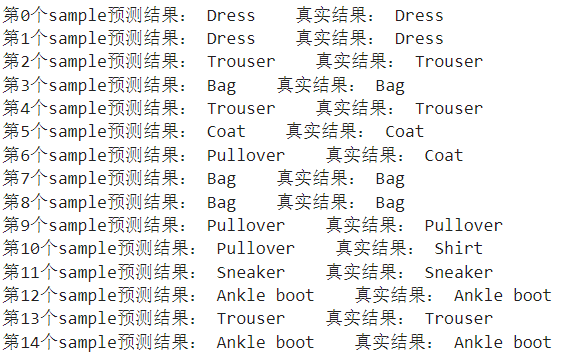 第0个sample预测结果： Dress 真实结果： Dress
第1个sample预测结果： Dress 真实结果： Dress
第2个sample预测结果： Trouser 真实结果： Trouser
第3个sample预测结果： Bag 真实结果： Bag
第4个sample预测结果： Trouser 真实结果： Trouser
第5个sample预测结果： Coat 真实结果： Coat
第6个sample预测结果： Pullover 真实结果： Coat
第7个sample预测结果： Bag 真实结果： Bag
第8个sample预测结果： Bag 真实结果： Bag
第9个sample预测结果： Pullover 真实结果： Pullover
第10个sample预测结果： Pullover 真实结果： Shirt
第11个sample预测结果： Sneaker 真实结果： Sneaker
第12个sample预测结果： Ankle boot 真实结果： Ankle boot
第13个sample预测结果： Trouser 真实结果： Trouser
第14个sample预测结果： Ankle boot 真实结果： Ankle boot